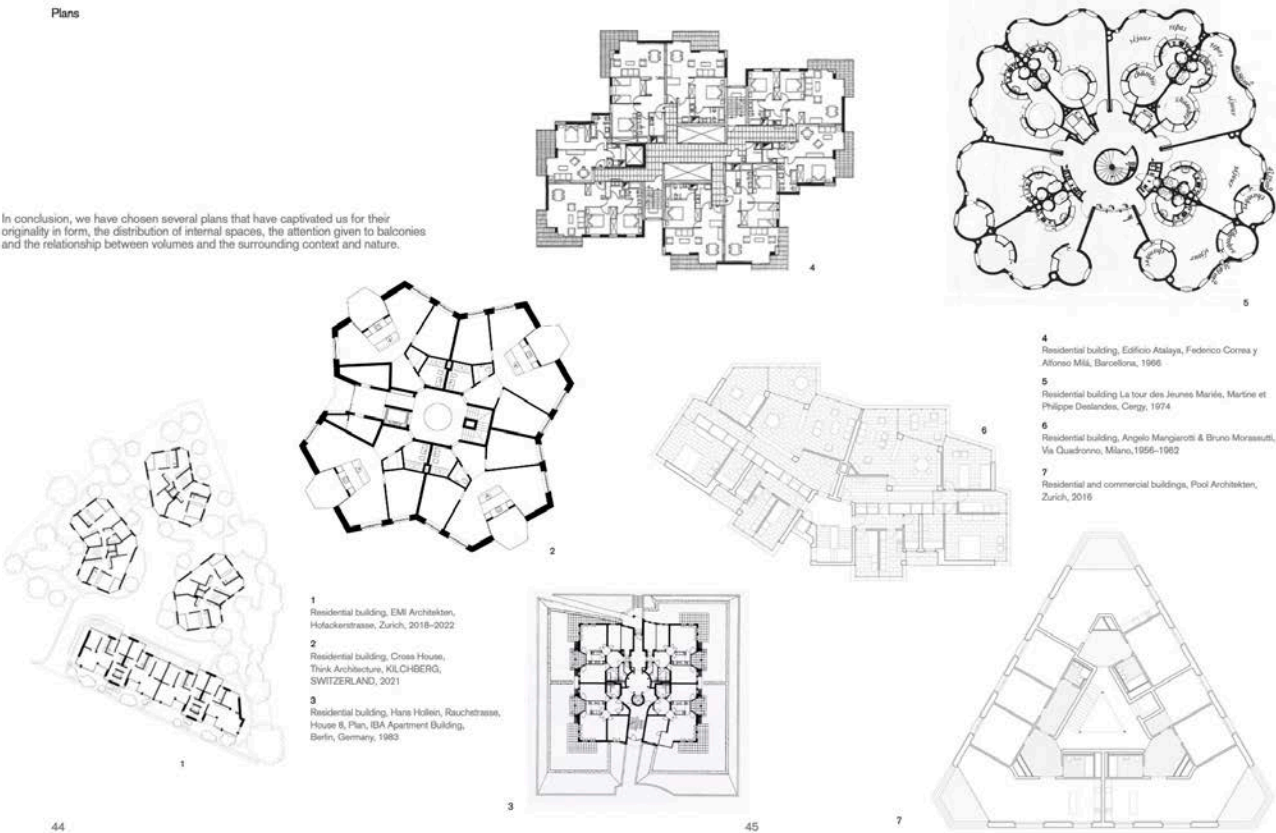 Plans
In conclusion, we have chosen several plans that have captivated us for their
originality in form, the distribution of internal spaces, the attention given to balconies
and the relationship between volumes and the surrounding context and nature.
4
5
4
Residential building, Edificio Atalaya, Federico Correa y
Alfonso Milá, Barcellona, 1966
5
Residential building La tour des Jeunes Mariés, Martine et
Philippe Deslandes, Cergy, 1974
6
Residential building, Angelo Mangiarotti & Bruno Morassutti,
Via Quadronno, Milano,1956–1962
7
Residential and commercial buildings, Pool Architekten,
Zurich, 2016
6
2
1
Residential building, EMI Architekten,
Hofackerstrasse, Zurich, 2018–2022
2
Residential building, Cross House,
Think Architecture, KILCHBERG,
SWITZERLAND, 2021
3
Residential building, Hans Hollein, Rauchstrasse,
House 8, Plan, IBA Apartment Building,
Berlin, Germany, 1983
1
3
7
44
45